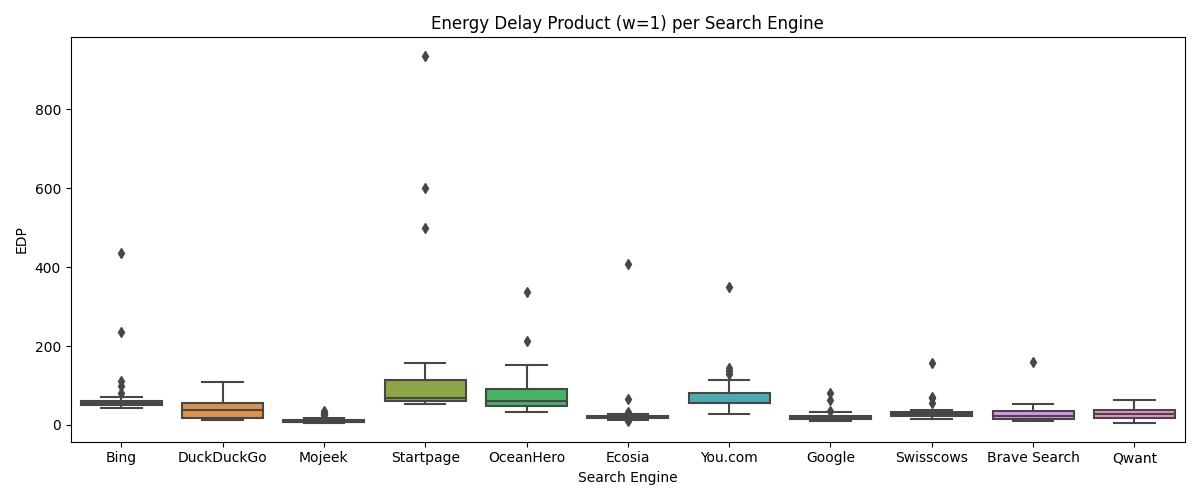 Energy Delay Product (w=1) per Search Engine
EDP
800
600
400
200
0
Bing
DuckDuckGo
Mojeek
Startpage
OceanHero
Ecosia
You.com
Google
Swisscows
Brave Search
Qwant
Search Engine